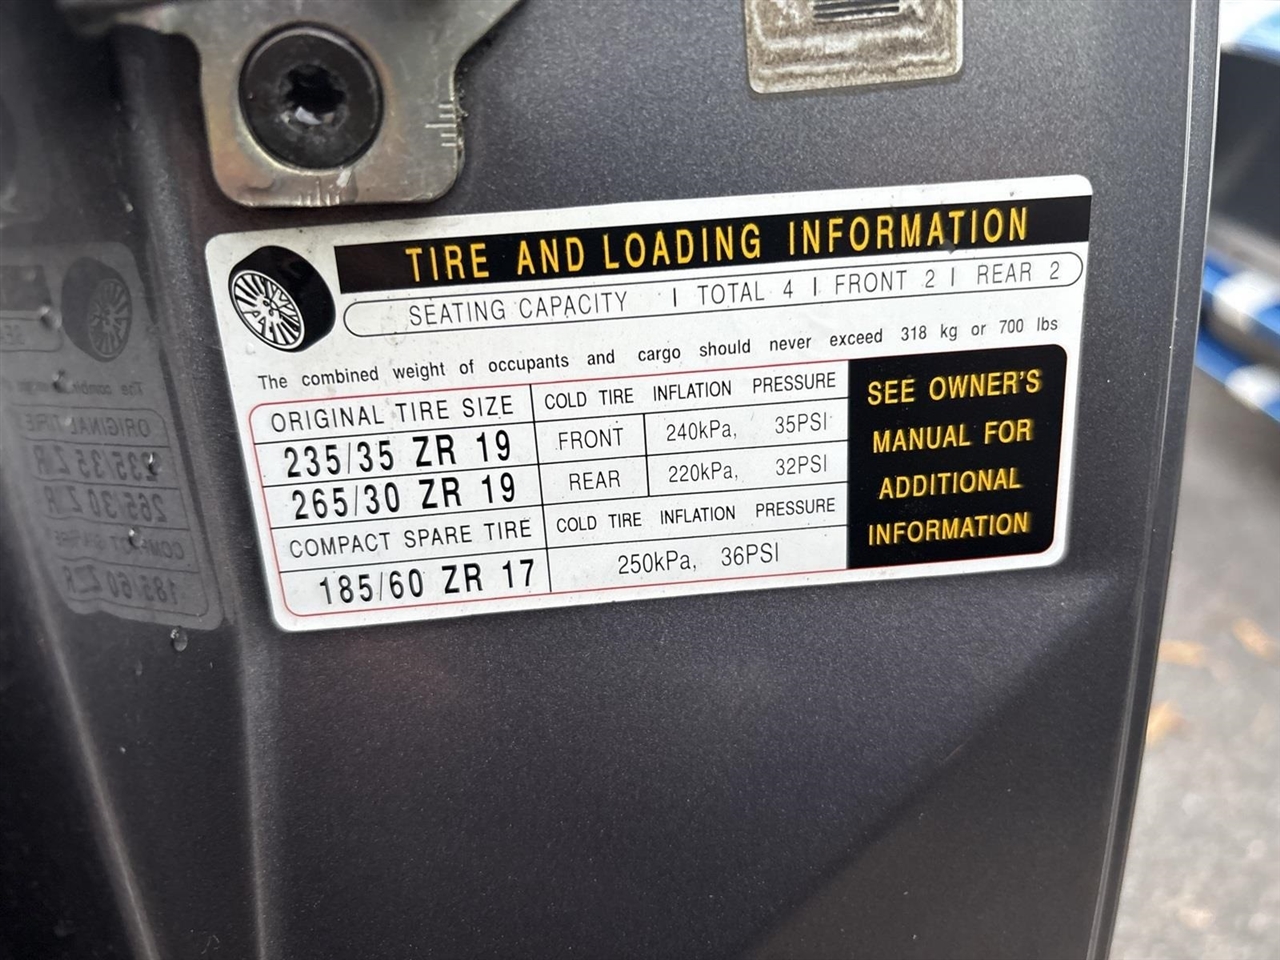 TIRE AND LOADING INFORMATION
SEATING CAPACITY | TOTAL 4 | FRONT 2 | REAR 2
The combined weight of occupants and cargo should never exceed 318 kg or 700 lbs
ORIGINAL TIRE SIZE COLD TIRE INFLATION PRESSURE
235/35 ZR 19 FRONT 240kPa, 35PSI
265/30 ZR 19 REAR 220kPa, 32PSI
COMPACT SPARE TIRE COLD TIRE INFLATION PRESSURE
185/60 ZR 17 250kPa, 36PSI
SEE OWNER'S
MANUAL FOR
ADDITIONAL
INFORMATION